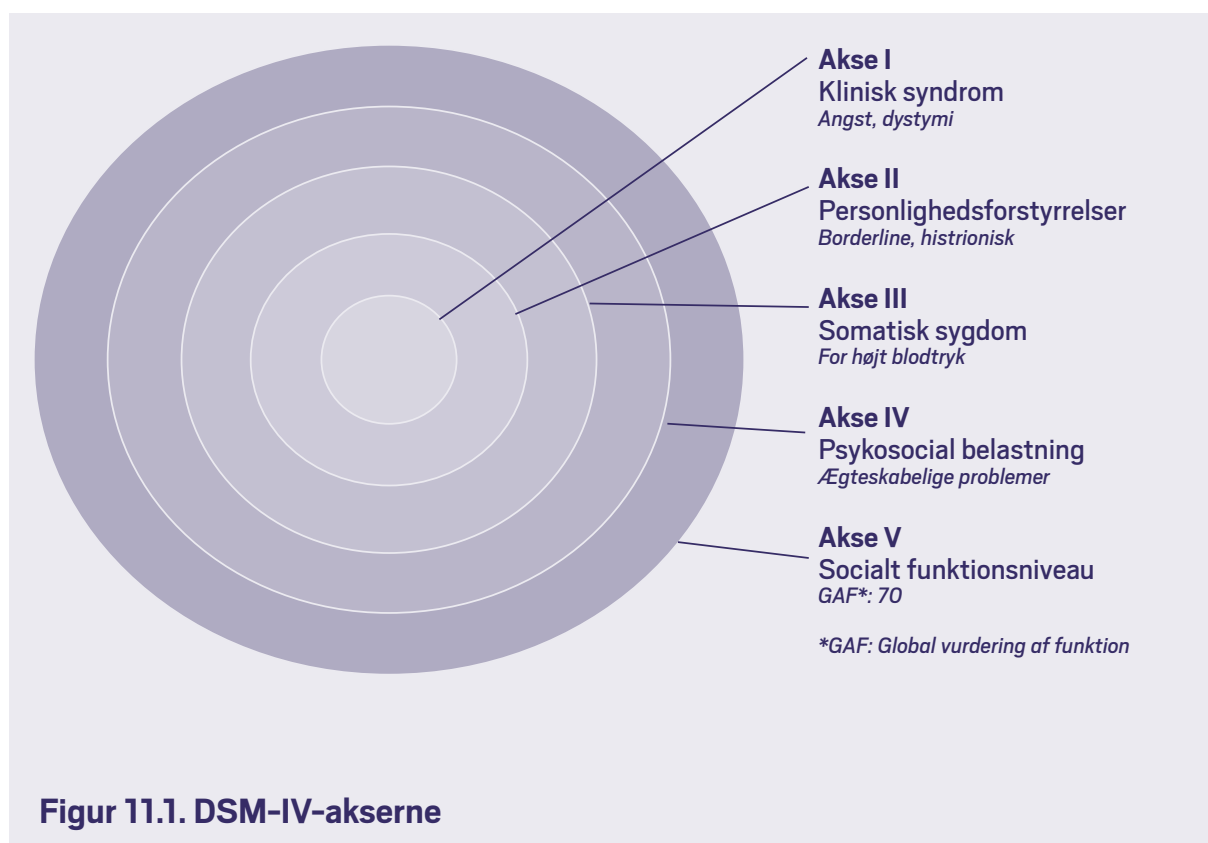 Akse I
Klinisk syndrom
Angst, dystymi
Akse II
Personlighedsforstyrrelser
Borderline, histrionisk
Akse III
Somatisk sygdom
For højt blodtryk
Akse IV
Psykosocial belastning
Ægteskabelige problemer
Akse V
Socialt funktionsniveau
GAF*: 70
*GAF: Global vurdering af funktion
Figur 11.1. DSM-IV-akserne